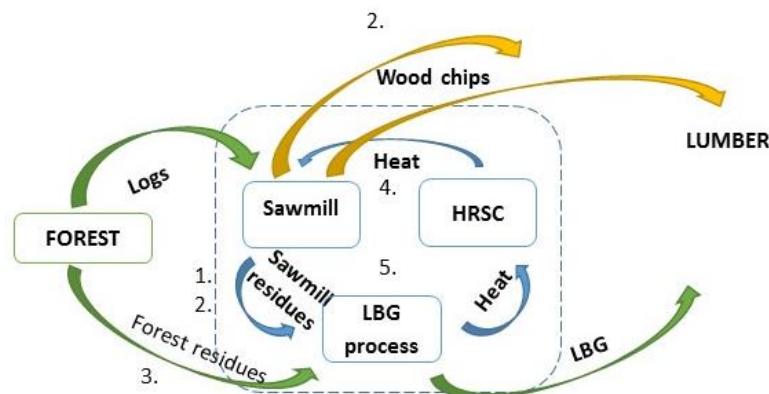 2.
Wood chips
LUMBER
Heat
Logs
4.
Sawmill
HRSC
FOREST
5.
1.
2.
Sawmill
residues
Heat
LBG
process
Forest residues
3.
LBG